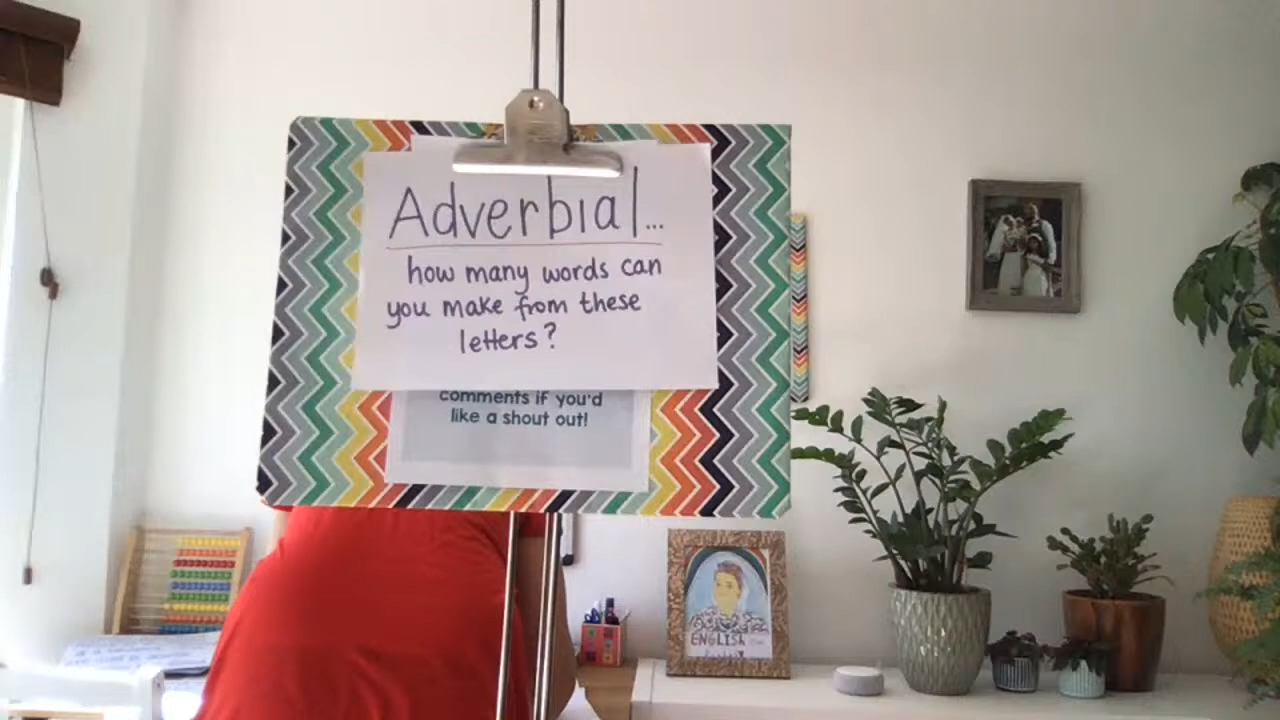 Adverbial...
how many words can
you make from these
letters?
comments if you'd
like a shout out!
ENGLISH